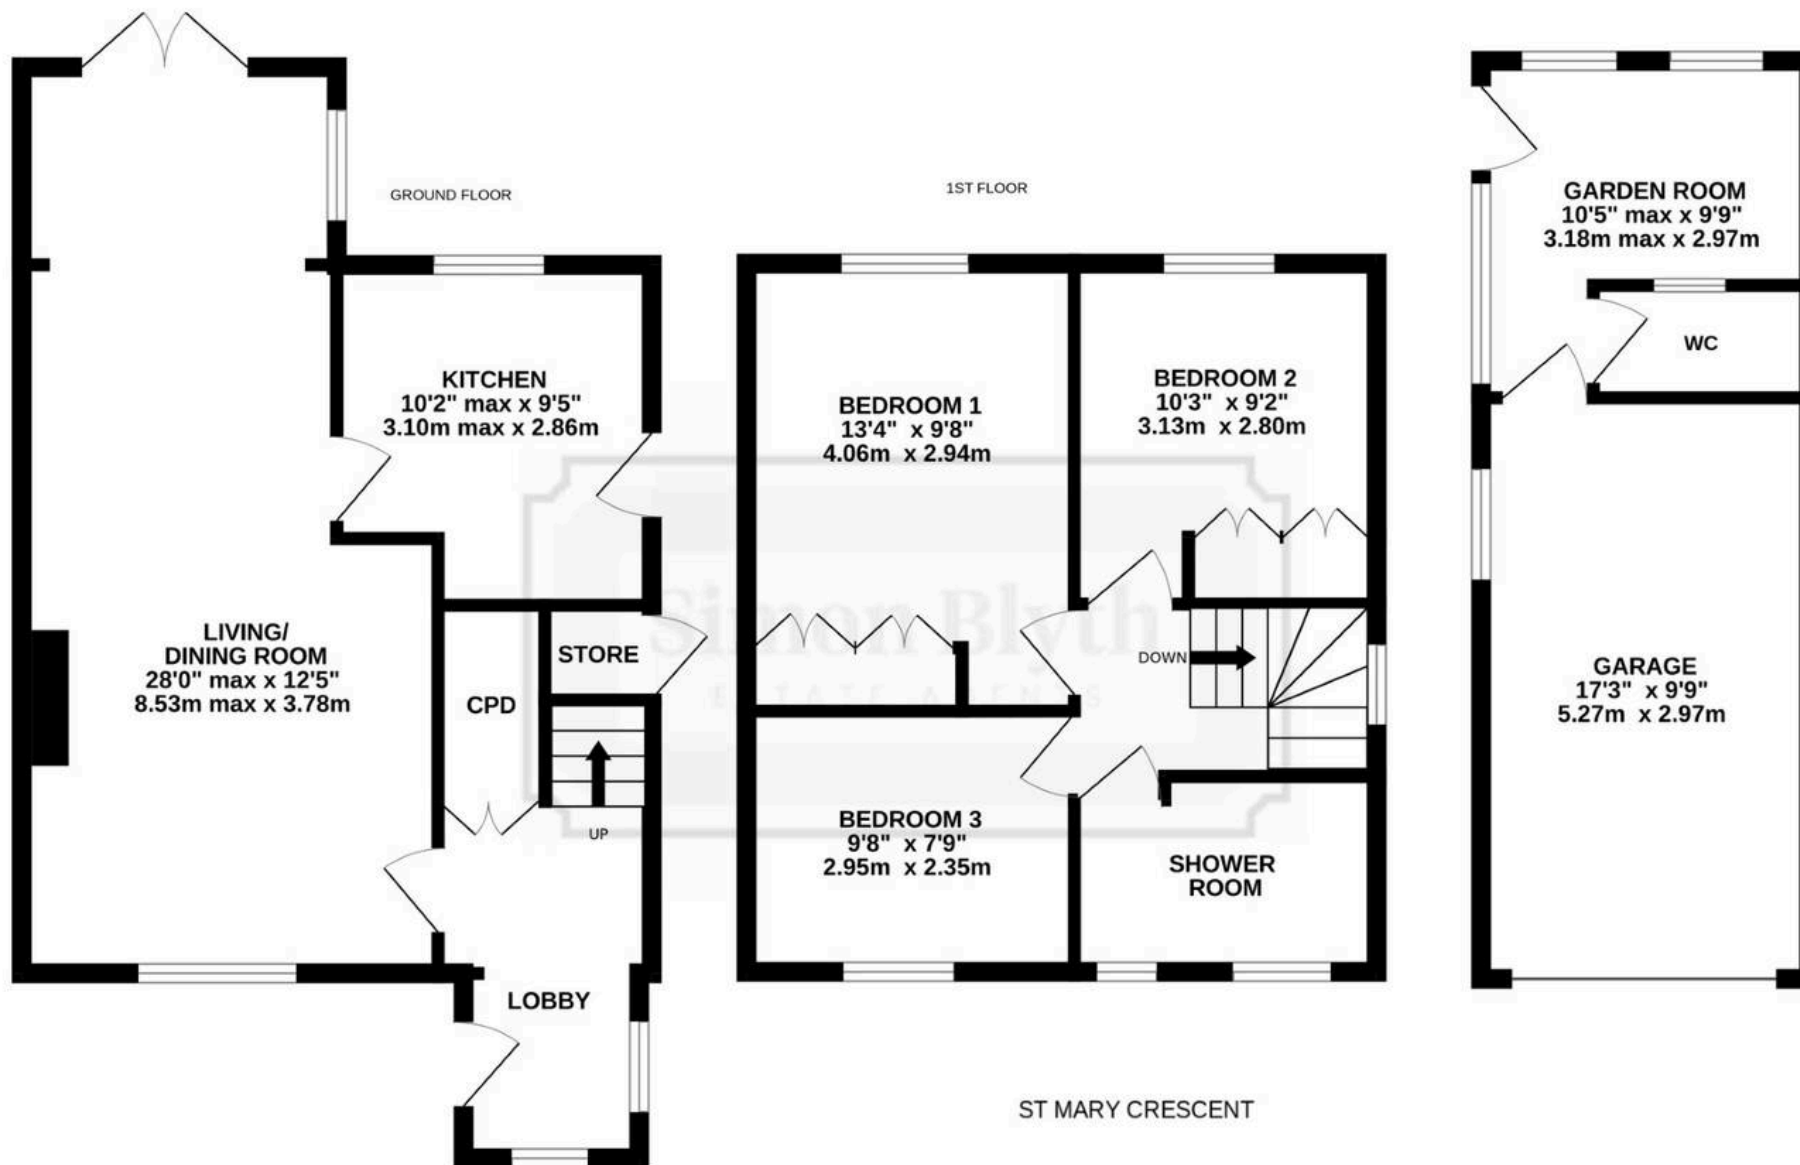 GROUND FLOOR
KITCHEN
10'2" max x 9'5"
3.10m max x 2.86m
LIVING/
DINING ROOM
28'0" max x 12'5"
8.53m max x 3.78m
STORE
CPD
UP
LOBBY
1ST FLOOR
BEDROOM 1
13'4" x 9'8"
4.06m x 2.94m
BEDROOM 2
10'3" x 9'2"
3.13m x 2.80m
DOWN
BEDROOM 3
9'8" x 7'9"
2.95m x 2.35m
SHOWER
ROOM
GARDEN ROOM
10'5" max x 9'9"
3.18m max x 2.97m
WC
GARAGE
17'3" x 9'9"
5.27m x 2.97m
Simon Blyth
ESTATE AGENTS
ST MARY CRESCENT